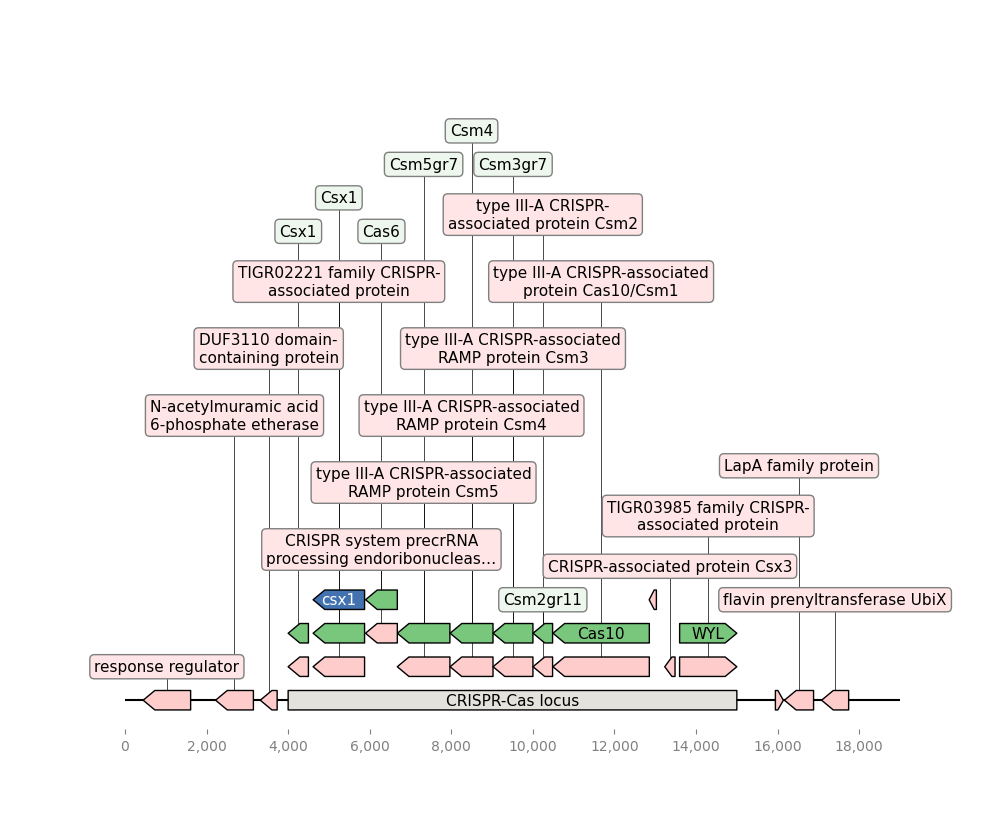 Csm4
Csm5gr7
Csm3gr7
Csx1
type III-A CRISPR-
associated protein Csm2
Csx1
Cas6
TIGR02221 family CRISPR-
associated protein
type III-A CRISPR-associated
protein Cas10/Csm1
DUF3110 domain-
containing protein
type III-A CRISPR-associated
RAMP protein Csm3
N-acetylmuramic acid
6-phosphate etherase
type III-A CRISPR-associated
RAMP protein Csm4
LapA family protein
type III-A CRISPR-associated
RAMP protein Csm5
TIGR03985 family CRISPR-
associated protein
CRISPR system precrRNA
processing endoribonucleas...
CRISPR-associated protein Csx3
csx1
Csm2gr11
flavin prenyltransferase UbiX
Cas10
WYL
response regulator
CRISPR-Cas locus
0
2,000
4,000
6,000
8,000
10,000
12,000
14,000
16,000
18,000